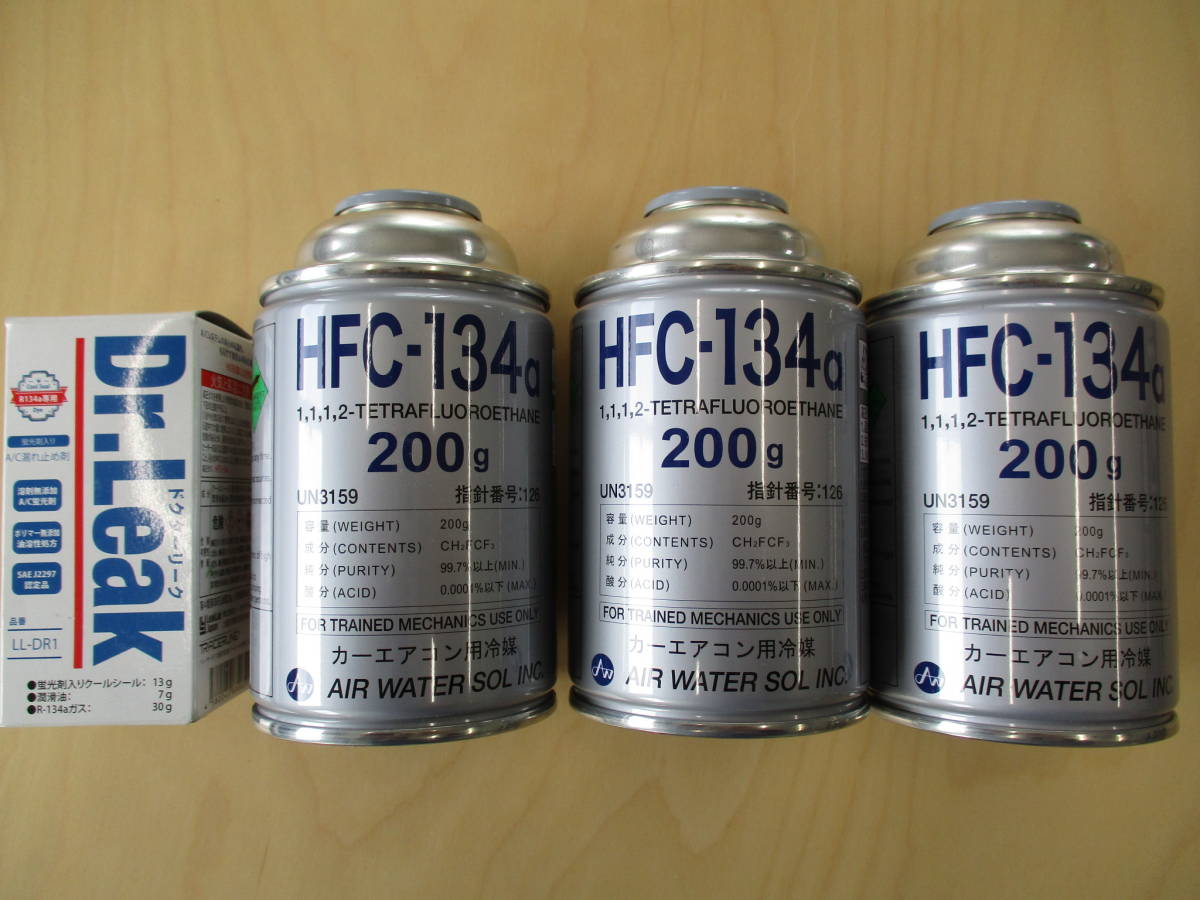 Dr.Leak
ドクターリーク
Cool Seal
R134a専用
Dye
蛍光剤入り
A/C漏れ止め剤
溶剤無添加
A/C蛍光剤
ポリマー無添加
油溶性処方
SAE J2297
認定品
品番
LL-DR1
●蛍光剤入りクールシール: 13g
●潤滑油: 7g
●R-134aガス: 30g
HFC-134a
1,1,1,2-TETRAFLUOROETHANE
200g
UN3159 指針番号:126
容量(WEIGHT) 200g
成分(CONTENTS) CH₂FCF₃
純分(PURITY) 99.7%以上(MIN.)
酸分(ACID) 0.0001%以下(MAX.)
FOR TRAINED MECHANICS USE ONLY
カーエアコン用冷媒
AW AIR WATER SOL INC.
HFC-134a
1,1,1,2-TETRAFLUOROETHANE
200g
UN3159 指針番号:126
容量(WEIGHT) 200g
成分(CONTENTS) CH₂FCF₃
純分(PURITY) 99.7%以上(MIN.)
酸分(ACID) 0.0001%以下(MAX.)
FOR TRAINED MECHANICS USE ONLY
カーエアコン用冷媒
AW AIR WATER SOL INC.
HFC-134a
1,1,1,2-TETRAFLUOROETHANE
200g
UN3159 指針番号:126
容量(WEIGHT) 200g
成分(CONTENTS) CH₂FCF₃
純分(PURITY) 99.7%以上(MIN.)
酸分(ACID) 0.0001%以下(MAX.)
FOR TRAINED MECHANICS USE ONLY
カーエアコン用冷媒
AW AIR WATER SOL INC.